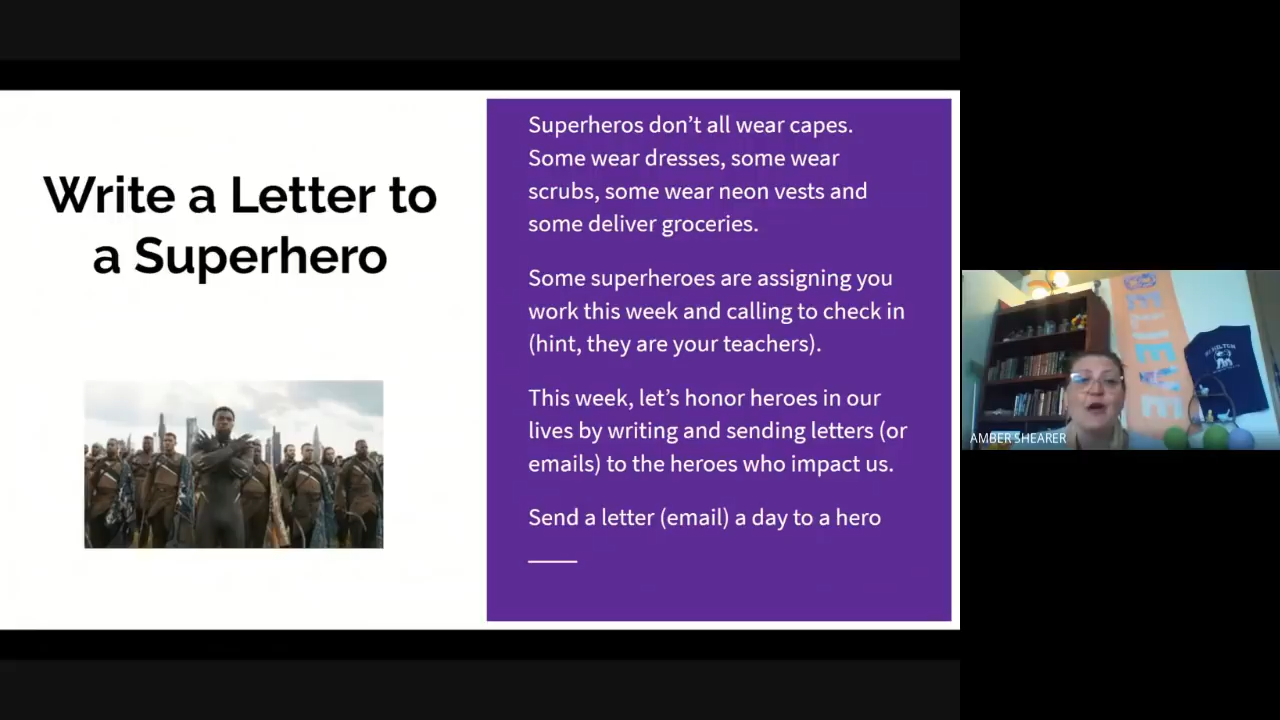 Write a Letter to
a Superhero
Superheros don’t all wear capes.
Some wear dresses, some wear
scrubs, some wear neon vests and
some deliver groceries.
Some superheroes are assigning you
work this week and calling to check in
(hint, they are your teachers).
This week, let’s honor heroes in our
lives by writing and sending letters (or
emails) to the heroes who impact us.
Send a letter (email) a day to a hero
BELIEVE
AMBER SHEARER